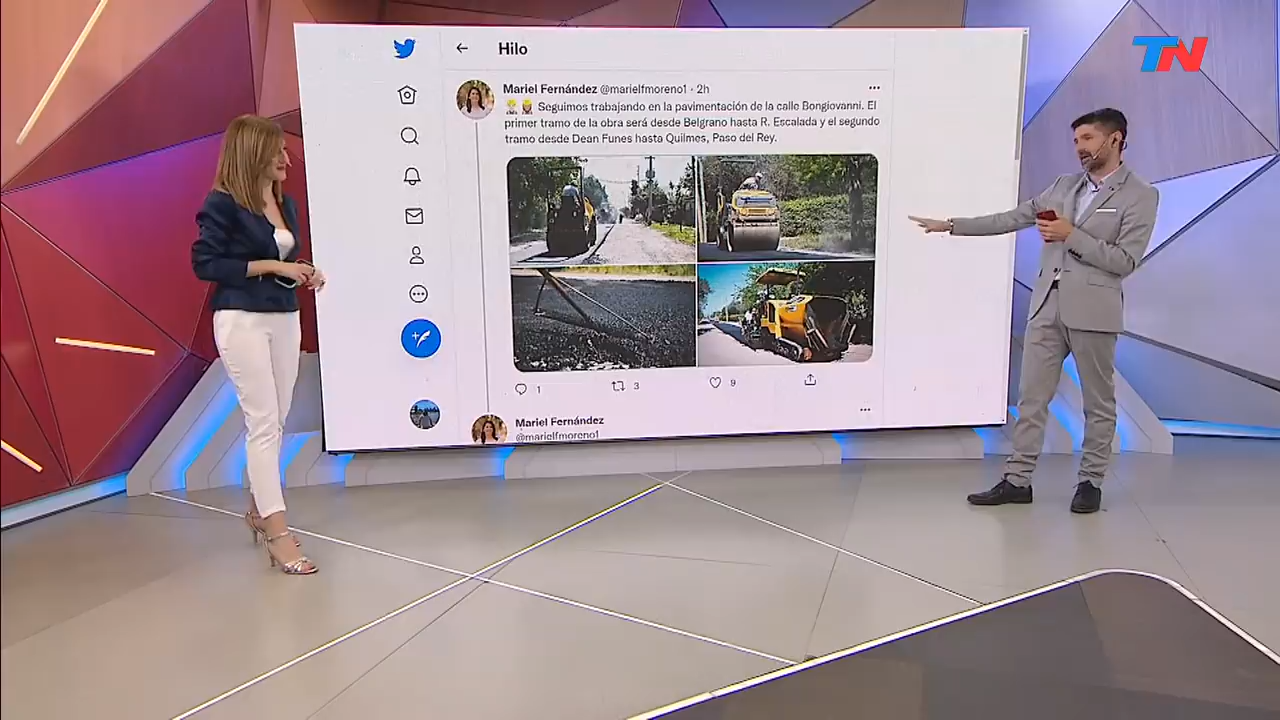 TN
Hilo
Mariel Fernández @marielfmoreno1 · 2h
Seguimos trabajando en la pavimentación de la calle Bongiovanni. El
primer tramo de la obra será desde Belgrano hasta R. Escalada y el segundo
tramo desde Dean Funes hasta Quilmes, Paso del Rey.
1 3 9
Mariel Fernández
@marielfmoreno1